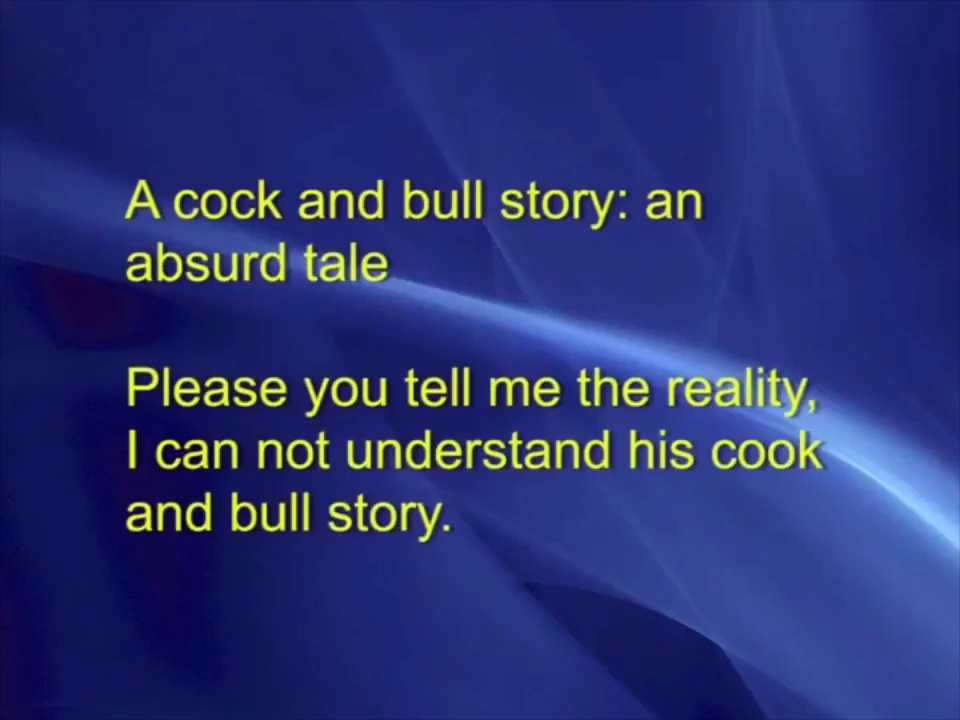 A cock and bull story: an
absurd tale
Please you tell me the reality,
I can not understand his cook
and bull story.